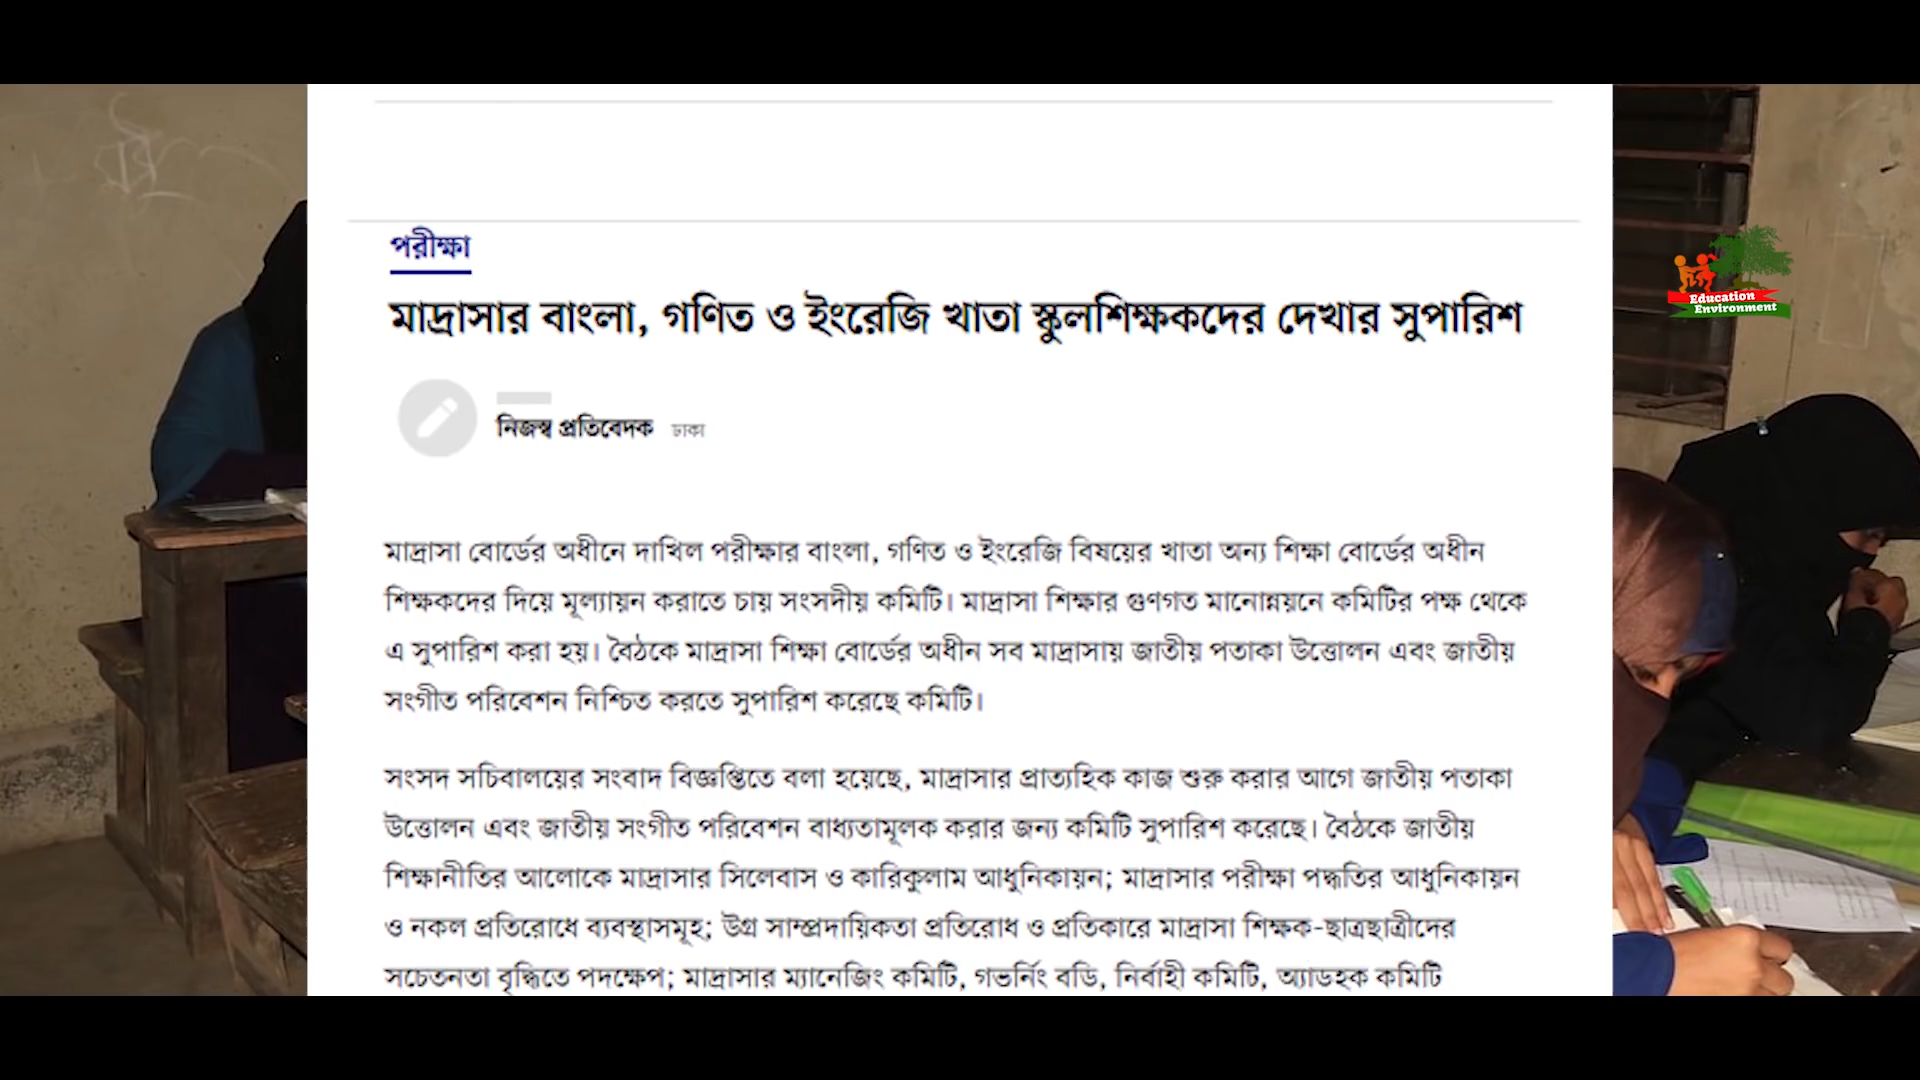 পরীক্ষা
মাদ্রাসার বাংলা, গণিত ও ইংরেজি খাতা স্কুলশিক্ষকদের দেখার সুপারিশ
নিজস্ব প্রতিবেদক ঢাকা
মাদ্রাসা বোর্ডের অধীনে দাখিল পরীক্ষার বাংলা, গণিত ও ইংরেজি বিষয়ের খাতা অন্য শিক্ষা বোর্ডের অধীন
শিক্ষকদের দিয়ে মূল্যায়ন করাতে চায় সংসদীয় কমিটি। মাদ্রাসা শিক্ষার গুণগত মানোন্নয়নে কমিটির পক্ষ থেকে
এ সুপারিশ করা হয়। বৈঠকে মাদ্রাসা শিক্ষা বোর্ডের অধীন সব মাদ্রাসায় জাতীয় পতাকা উত্তোলন এবং জাতীয়
সংগীত পরিবেশন নিশ্চিত করতে সুপারিশ করেছে কমিটি।
সংসদ সচিবালয়ের সংবাদ বিজ্ঞপ্তিতে বলা হয়েছে, মাদ্রাসার প্রাত্যহিক কাজ শুরু করার আগে জাতীয় পতাকা
উত্তোলন এবং জাতীয় সংগীত পরিবেশন বাধ্যতামূলক করার জন্য কমিটি সুপারিশ করেছে। বৈঠকে জাতীয়
শিক্ষানীতির আলোকে মাদ্রাসার সিলেবাস ও কারিকুলাম আধুনিকায়ন; মাদ্রাসার পরীক্ষা পদ্ধতির আধুনিকায়ন
ও নকল প্রতিরোধে ব্যবস্থাসমূহ; উগ্র সাম্প্রদায়িকতা প্রতিরোধ ও প্রতিকারে মাদ্রাসা শিক্ষক-ছাত্রছাত্রীদের
সচেতনতা বৃদ্ধিতে পদক্ষেপ; মাদ্রাসার ম্যানেজিং কমিটি, গভর্নিং বডি, নির্বাহী কমিটি, অ্যাডহক কমিটি
Education
Environment